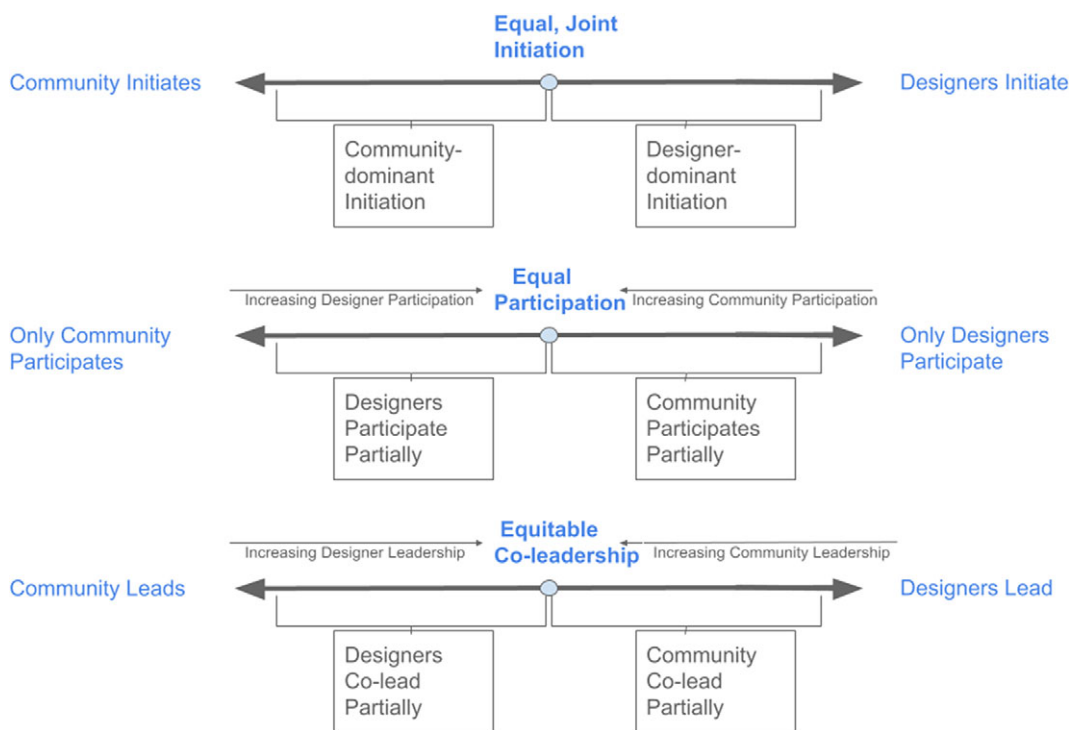 Equal, Joint
Initiation
Community Initiates
Designers Initiate
Community-
dominant
Initiation
Designer-
dominant
Initiation
Equal
Participation
Increasing Designer Participation
Increasing Community Participation
Only Community
Participates
Only Designers
Participate
Designers
Participate
Partially
Community
Participates
Partially
Equitable
Co-leadership
Increasing Designer Leadership
Increasing Community Leadership
Community Leads
Designers Lead
Designers
Co-lead
Partially
Community
Co-lead
Partially